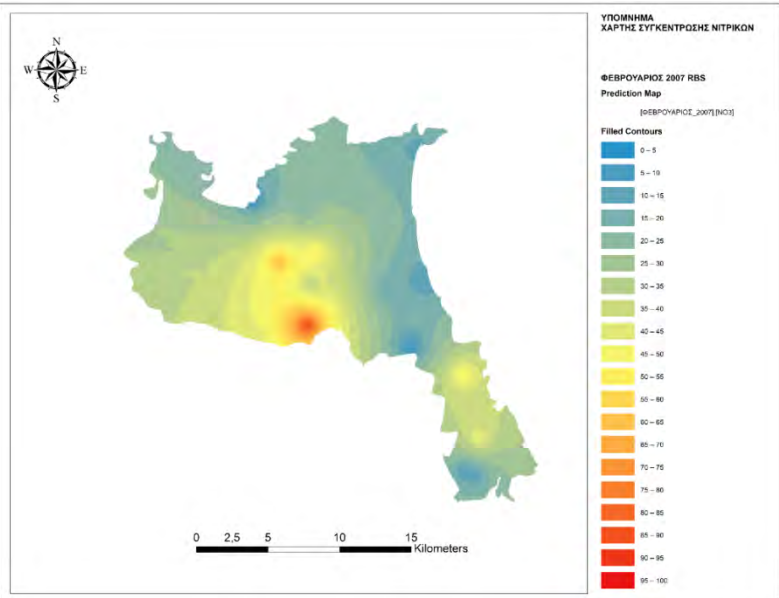 ΥΠΟΜΝΗΜΑ
ΧΑΡΤΗΣ ΣΥΓΚΕΝΤΡΩΣΗΣ ΝΙΤΡΙΚΩΝ
N
W
E
S
ΦΕΒΡΟΥΑΡΙΟΣ 2007 RBS
Prediction Map
[ΦΕΒΡΟΥΑΡΙΟΣ_2007].[NO3]
Filled Contours
0 – 5
5 – 10
10 – 15
15 – 20
20 – 25
25 – 30
30 – 35
35 – 40
40 – 45
45 – 50
50 – 55
55 – 60
60 – 65
65 – 70
70 – 75
75 – 80
80 – 85
85 – 90
90 – 95
95 – 100
0 2,5 5 10 15
Kilometers